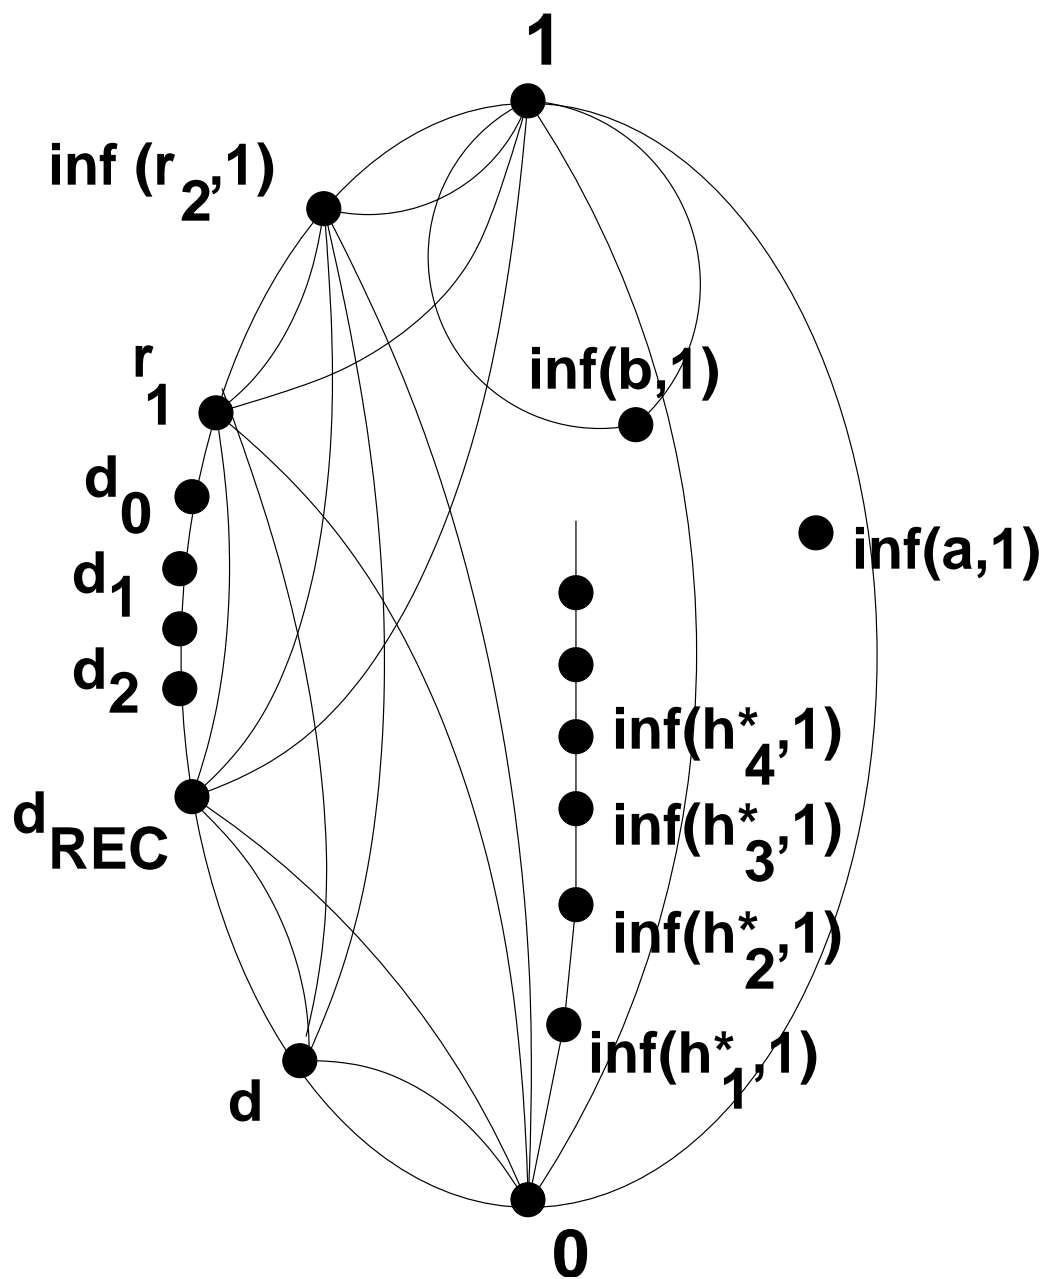 1
inf (r2,1)
r1
inf(b,1)
d0
inf(a,1)
d1
d2
inf(h*4,1)
dREC
inf(h*3,1)
inf(h*2,1)
inf(h*1,1)
d
0